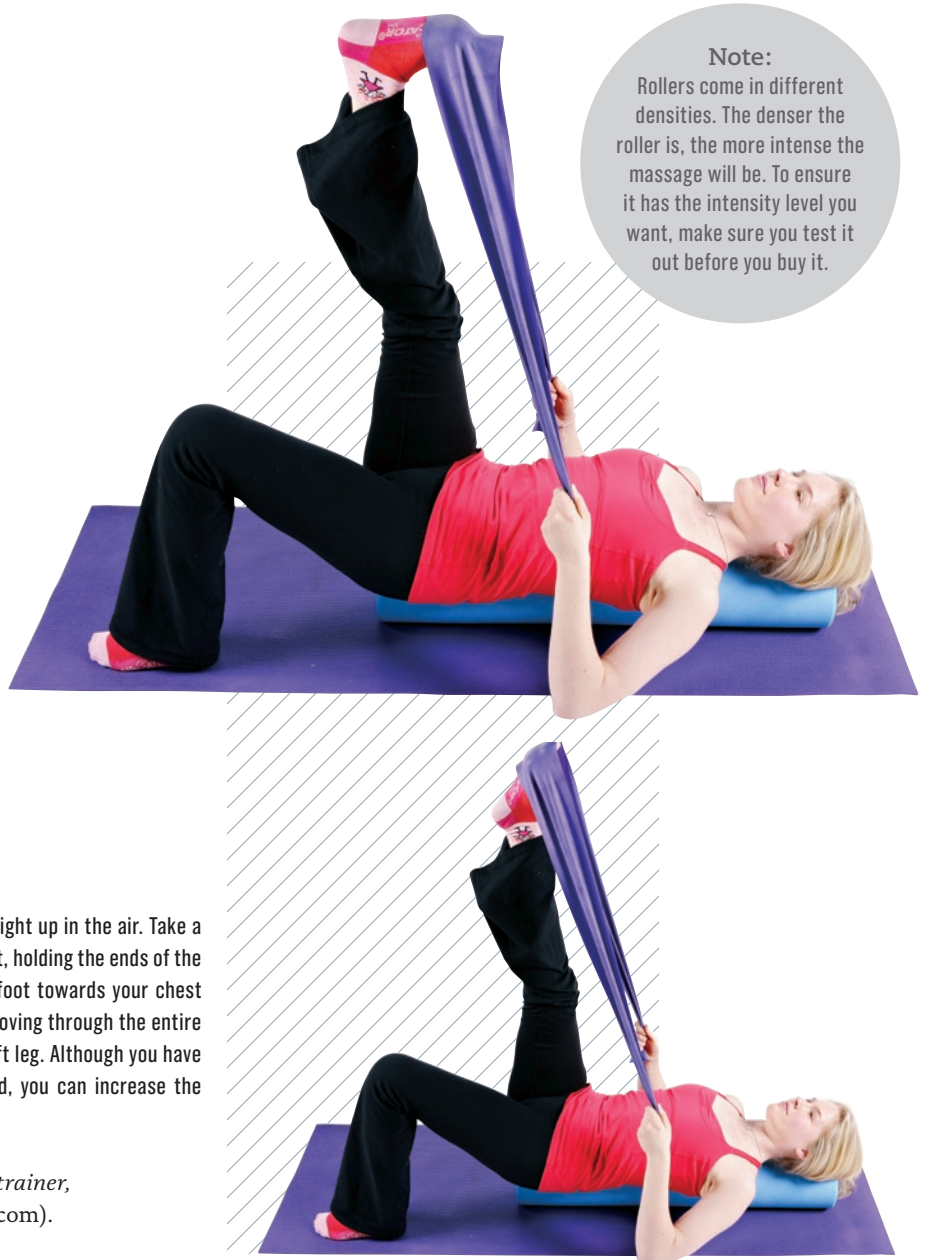 Note:
Rollers come in different
densities. The denser the
roller is, the more intense the
massage will be. To ensure
it has the intensity level you
want, make sure you test it
out before you buy it.
ight up in the air. Take a
t, holding the ends of the
foot towards your chest
oving through the entire
ft leg. Although you have
d, you can increase the
trainer,
com).